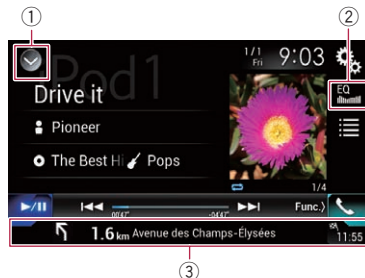 1
2
iPod1
1/1
Fri
9:03
Drive it
EQ
Pioneer
The Best Hi Pops
1/4
00'47"
-04'47"
Func.
1.6 km Avenue des Champs-Élysées
11:55
3